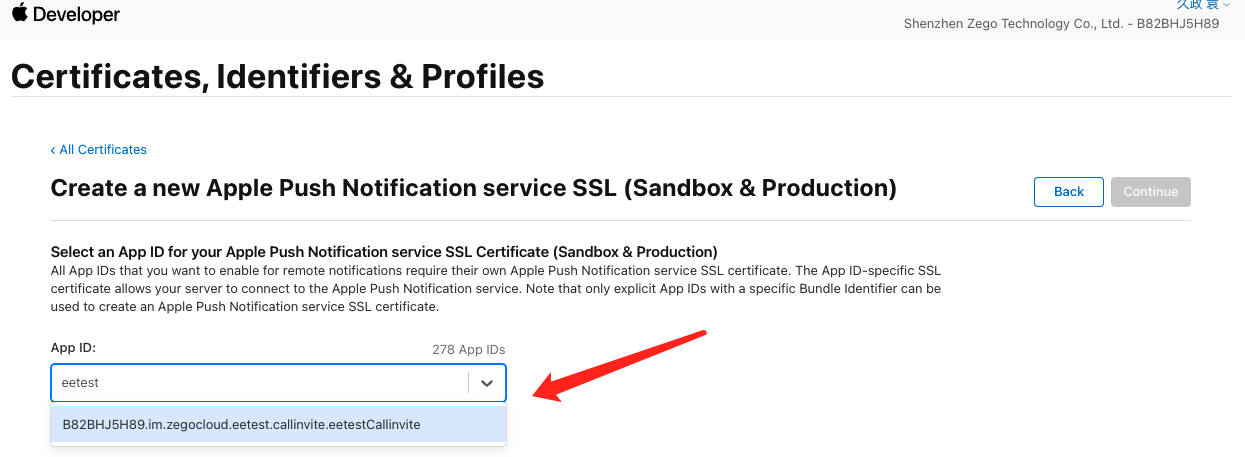 Developer
久政 袁
Shenzhen Zego Technology Co., Ltd. - B82BHJ5H89
Certificates, Identifiers & Profiles
‹ All Certificates
Create a new Apple Push Notification service SSL (Sandbox & Production)
Back
Continue
Select an App ID for your Apple Push Notification service SSL Certificate (Sandbox & Production)
All App IDs that you want to enable for remote notifications require their own Apple Push Notification service SSL certificate. The App ID-specific SSL
certificate allows your server to connect to the Apple Push Notification service. Note that only explicit App IDs with a specific Bundle Identifier can be
used to create an Apple Push Notification service SSL certificate.
App ID:
278 App IDs
eetest
B82BHJ5H89.im.zegocloud.eetest.callinvite.eetestCallinvite